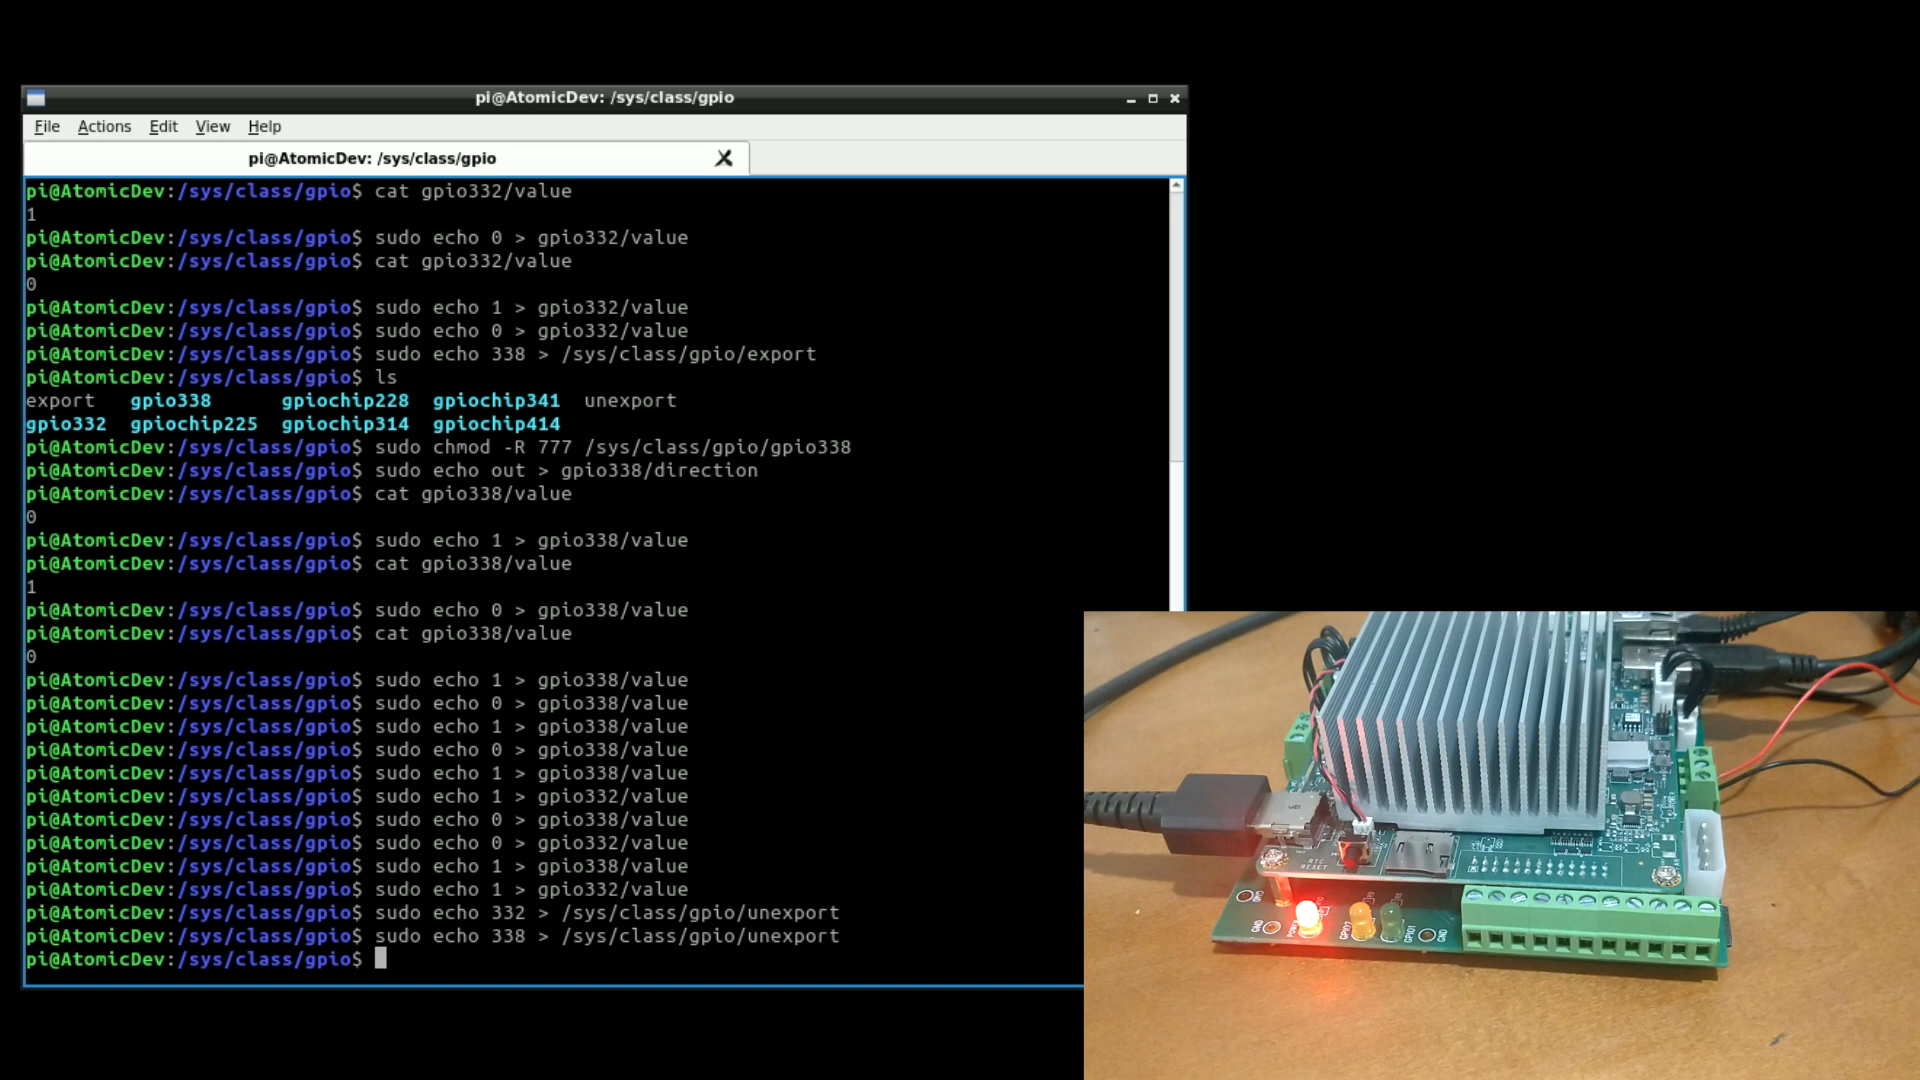 pi@AtomicDev: /sys/class/gpio
File Actions Edit View Help
pi@AtomicDev: /sys/class/gpio
pi@AtomicDev:/sys/class/gpio$ cat gpio332/value
1
pi@AtomicDev:/sys/class/gpio$ sudo echo 0 > gpio332/value
pi@AtomicDev:/sys/class/gpio$ cat gpio332/value
0
pi@AtomicDev:/sys/class/gpio$ sudo echo 1 > gpio332/value
pi@AtomicDev:/sys/class/gpio$ sudo echo 0 > gpio332/value
pi@AtomicDev:/sys/class/gpio$ sudo echo 338 > /sys/class/gpio/export
pi@AtomicDev:/sys/class/gpio$ ls
export gpio338 gpiochip228 gpiochip341 unexport
gpio332 gpiochip225 gpiochip314 gpiochip414
pi@AtomicDev:/sys/class/gpio$ sudo chmod -R 777 /sys/class/gpio/gpio338
pi@AtomicDev:/sys/class/gpio$ sudo echo out > gpio338/direction
pi@AtomicDev:/sys/class/gpio$ cat gpio338/value
0
pi@AtomicDev:/sys/class/gpio$ sudo echo 1 > gpio338/value
pi@AtomicDev:/sys/class/gpio$ cat gpio338/value
1
pi@AtomicDev:/sys/class/gpio$ sudo echo 0 > gpio338/value
pi@AtomicDev:/sys/class/gpio$ cat gpio338/value
0
pi@AtomicDev:/sys/class/gpio$ sudo echo 1 > gpio338/value
pi@AtomicDev:/sys/class/gpio$ sudo echo 0 > gpio338/value
pi@AtomicDev:/sys/class/gpio$ sudo echo 1 > gpio338/value
pi@AtomicDev:/sys/class/gpio$ sudo echo 0 > gpio338/value
pi@AtomicDev:/sys/class/gpio$ sudo echo 1 > gpio338/value
pi@AtomicDev:/sys/class/gpio$ sudo echo 1 > gpio332/value
pi@AtomicDev:/sys/class/gpio$ sudo echo 0 > gpio338/value
pi@AtomicDev:/sys/class/gpio$ sudo echo 0 > gpio332/value
pi@AtomicDev:/sys/class/gpio$ sudo echo 1 > gpio338/value
pi@AtomicDev:/sys/class/gpio$ sudo echo 1 > gpio332/value
pi@AtomicDev:/sys/class/gpio$ sudo echo 332 > /sys/class/gpio/unexport
pi@AtomicDev:/sys/class/gpio$ sudo echo 338 > /sys/class/gpio/unexport
pi@AtomicDev:/sys/class/gpio$
RTC
RESET
GND
GND
POWER
GPIO2
GPIO1
GND